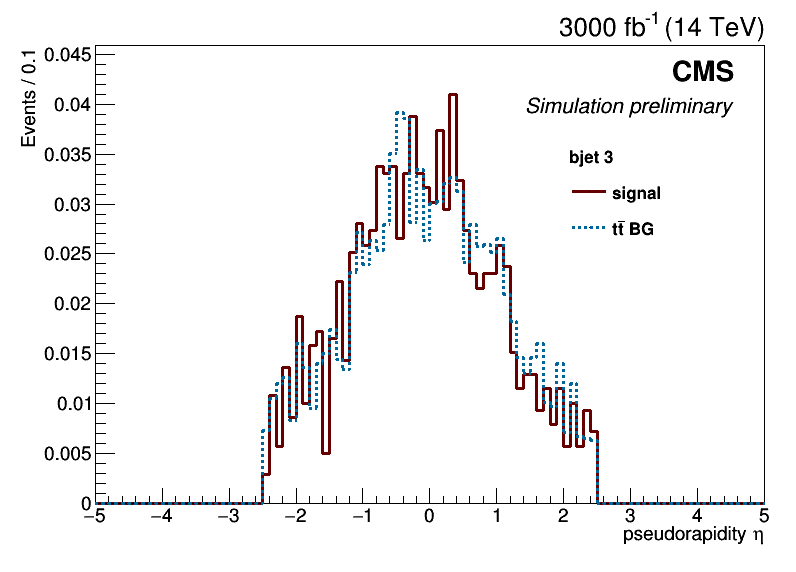 3000 fb⁻¹ (14 TeV)
Events / 0.1
0.045
0.04
0.035
0.03
0.025
0.02
0.015
0.01
0.005
0
CMS
Simulation preliminary
bjet 3
signal
tt̄ BG
−5 −4 −3 −2 −1 0 1 2 3 4 5
pseudorapidity η